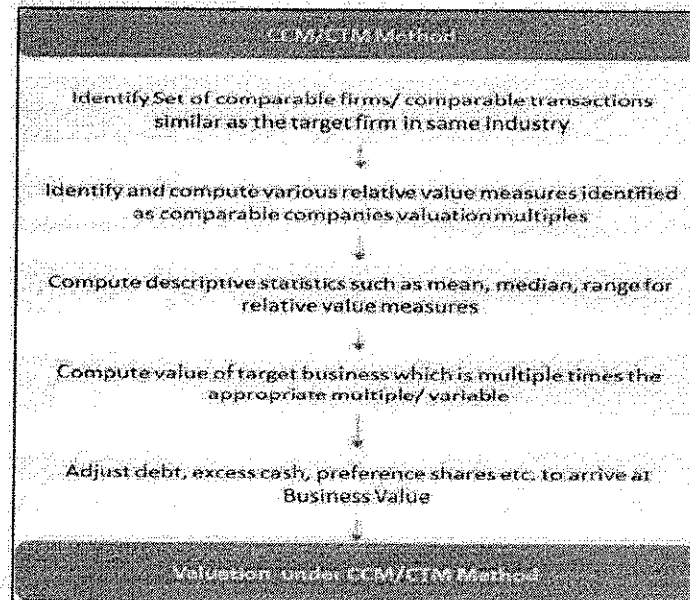 CCM/CTM Method
Identify Set of comparable firms/ comparable transactions
similar as the target firm in same Industry
Identify and compute various relative value measures identified
as comparable companies valuation multiples
Compute descriptive statistics such as mean, median, range for
relative value measures
Compute value of target business which is multiple times the
appropriate multiple/ variable
Adjust debt, excess cash, preference shares etc. to arrive at
Business Value
Valuation under CCM/CTM Method